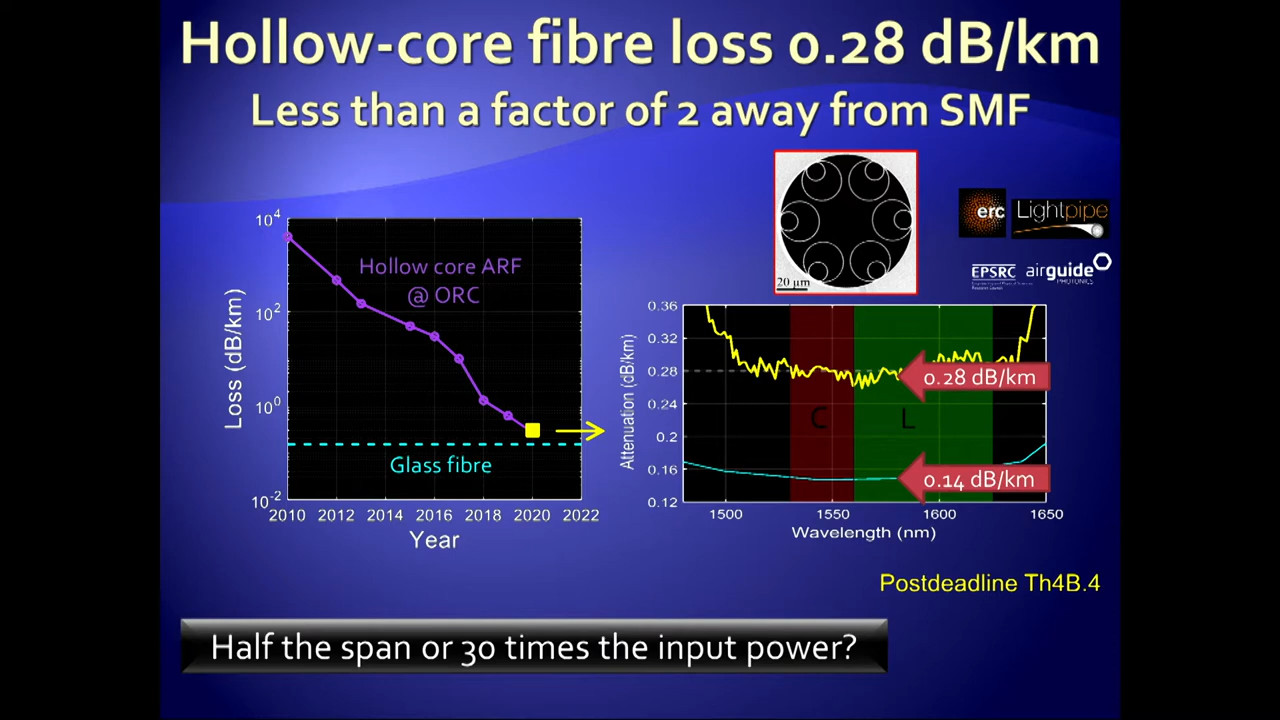 Hollow-core fibre loss 0.28 dB/km
Less than a factor of 2 away from SMF
20 μm
erc
Lightpipe
EPSRC
airguide
PHOTONICS
Loss (dB/km)
10⁴
10²
10⁰
10⁻²
Hollow core ARF
@ ORC
Glass fibre
2010 2012 2014 2016 2018 2020 2022
Year
Attenuation (dB/km)
0.36
0.32
0.28
0.24
0.2
0.16
0.12
C
L
0.28 dB/km
0.14 dB/km
1500 1550 1600 1650
Wavelength (nm)
Postdeadline Th4B.4
Half the span or 30 times the input power?